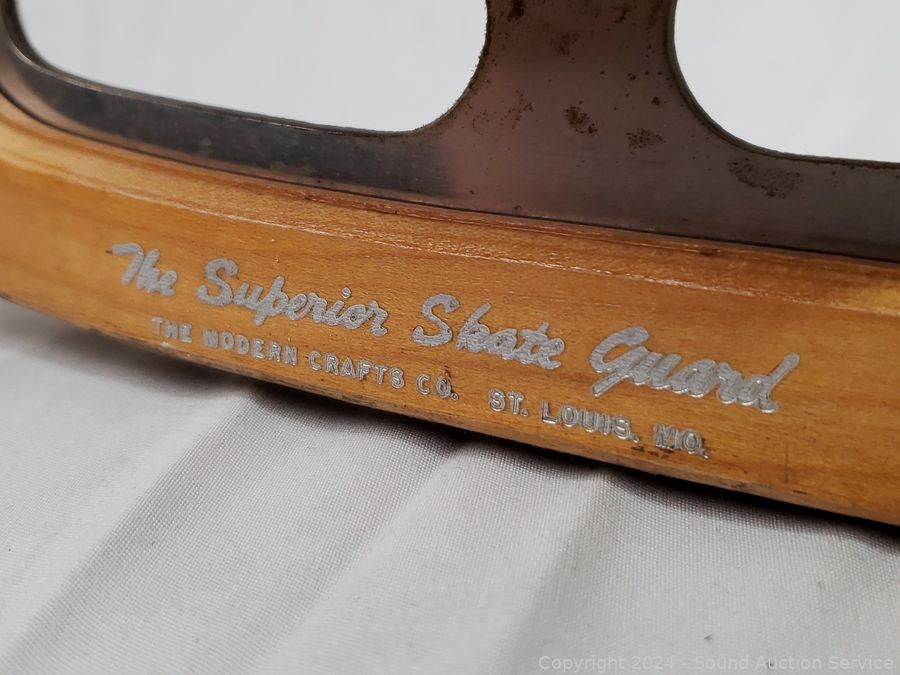 The Superior Skate Guard
THE MODERN CRAFTS CO. ST. LOUIS, MO.
Copyright 2024 - Sound Auction Service